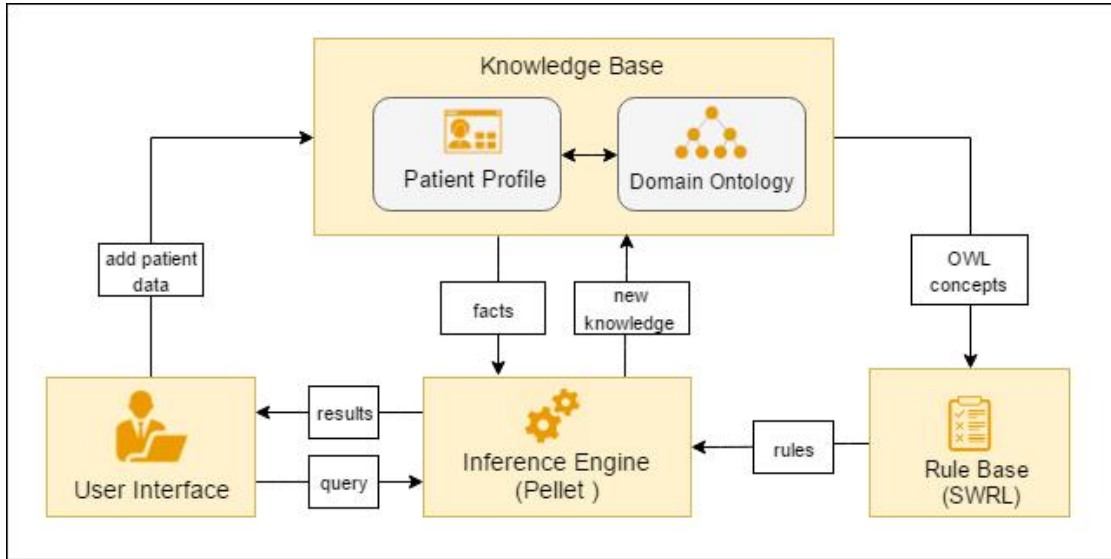 Knowledge Base
Patient Profile
Domain Ontology
add patient
data
facts
new
knowledge
OWL
concepts
results
query
rules
User Interface
Inference Engine
(Pellet )
Rule Base
(SWRL)